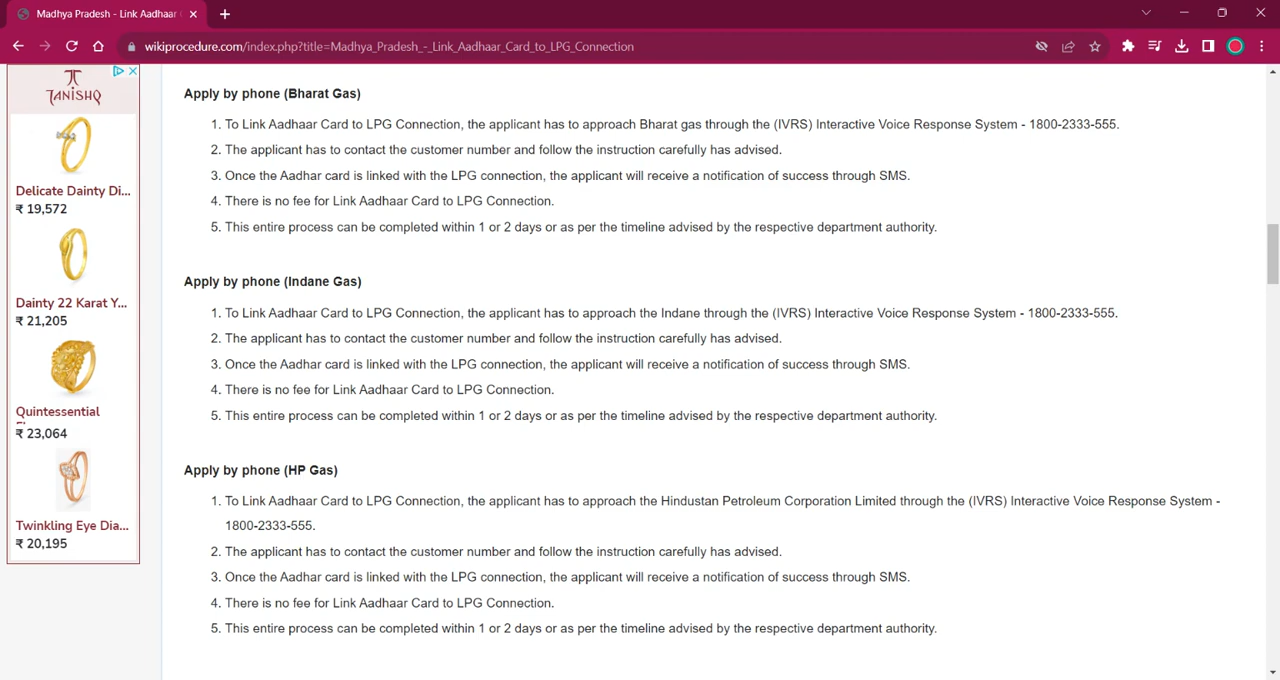 Madhya Pradesh - Link Aadhaar
wikiprocedure.com/index.php?title=Madhya_Pradesh_-_Link_Aadhaar_Card_to_LPG_Connection
TANISHQ
Delicate Dainty Di...
₹ 19,572
Dainty 22 Karat Y...
₹ 21,205
Quintessential
₹ 23,064
Twinkling Eye Dia...
₹ 20,195
Apply by phone (Bharat Gas)
1. To Link Aadhaar Card to LPG Connection, the applicant has to approach Bharat gas through the (IVRS) Interactive Voice Response System - 1800-2333-555.
2. The applicant has to contact the customer number and follow the instruction carefully has advised.
3. Once the Aadhar card is linked with the LPG connection, the applicant will receive a notification of success through SMS.
4. There is no fee for Link Aadhaar Card to LPG Connection.
5. This entire process can be completed within 1 or 2 days or as per the timeline advised by the respective department authority.
Apply by phone (Indane Gas)
1. To Link Aadhaar Card to LPG Connection, the applicant has to approach the Indane through the (IVRS) Interactive Voice Response System - 1800-2333-555.
2. The applicant has to contact the customer number and follow the instruction carefully has advised.
3. Once the Aadhar card is linked with the LPG connection, the applicant will receive a notification of success through SMS.
4. There is no fee for Link Aadhaar Card to LPG Connection.
5. This entire process can be completed within 1 or 2 days or as per the timeline advised by the respective department authority.
Apply by phone (HP Gas)
1. To Link Aadhaar Card to LPG Connection, the applicant has to approach the Hindustan Petroleum Corporation Limited through the (IVRS) Interactive Voice Response System -
1800-2333-555.
2. The applicant has to contact the customer number and follow the instruction carefully has advised.
3. Once the Aadhar card is linked with the LPG connection, the applicant will receive a notification of success through SMS.
4. There is no fee for Link Aadhaar Card to LPG Connection.
5. This entire process can be completed within 1 or 2 days or as per the timeline advised by the respective department authority.